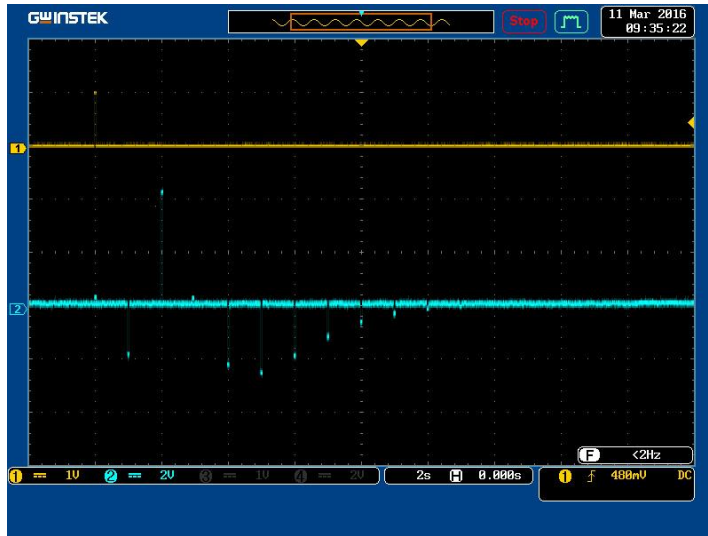 GWINSTEK
Stop
11 Mar 2016
09:35:22
1
2
F <2Hz
1 1V 2 2V 3 1V 4 2V
2s H 0.000s
1 480mV DC